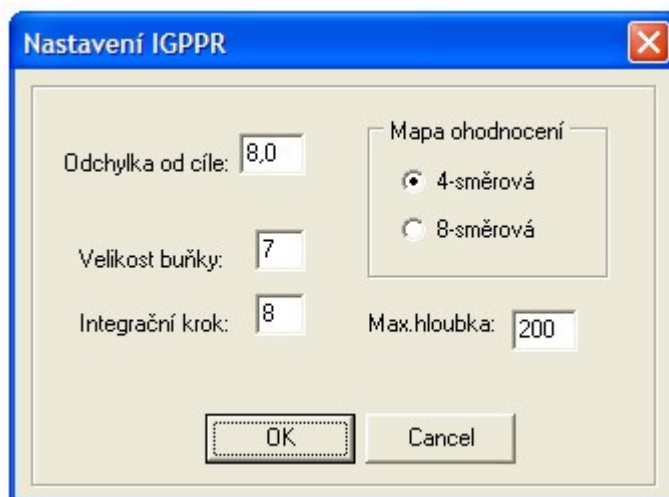 Nastavení IGPPR
Odchylka od cíle: 8,0
Mapa ohodnocení
4-směrová
8-směrová
Velikost buňky: 7
Integrační krok: 8
Max.hloubka: 200
OK
Cancel